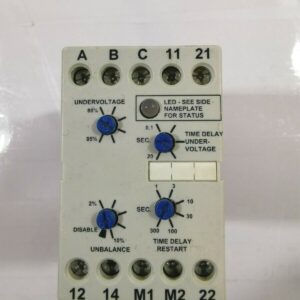 A B C 11 21
UNDERVOLTAGE
LED - SEE SIDE
NAMEPLATE
FOR STATUS
95%
85%
0.1
SEC.
20
TIME DELAY
UNDER-
VOLTAGE
2%
DISABLE
10%
UNBALANCE
1 3
SEC.
10
30
300 100
TIME DELAY
RESTART
12 14 M1 M2 22